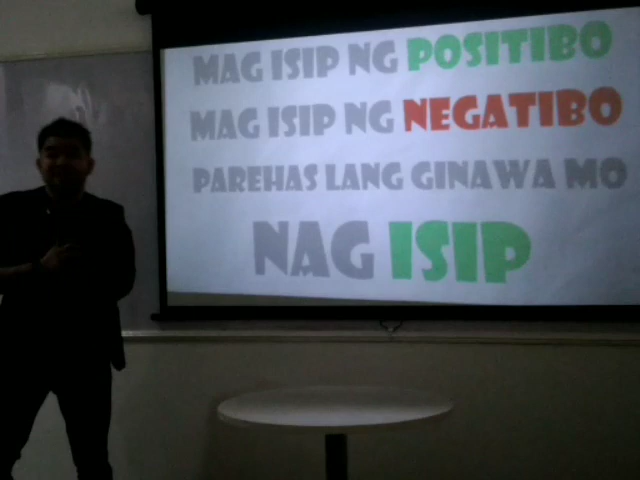 MAG ISIP NG POSITIBO
MAG ISIP NG NEGATIBO
PAREHAS LANG GINAWA MO
NAG ISIP